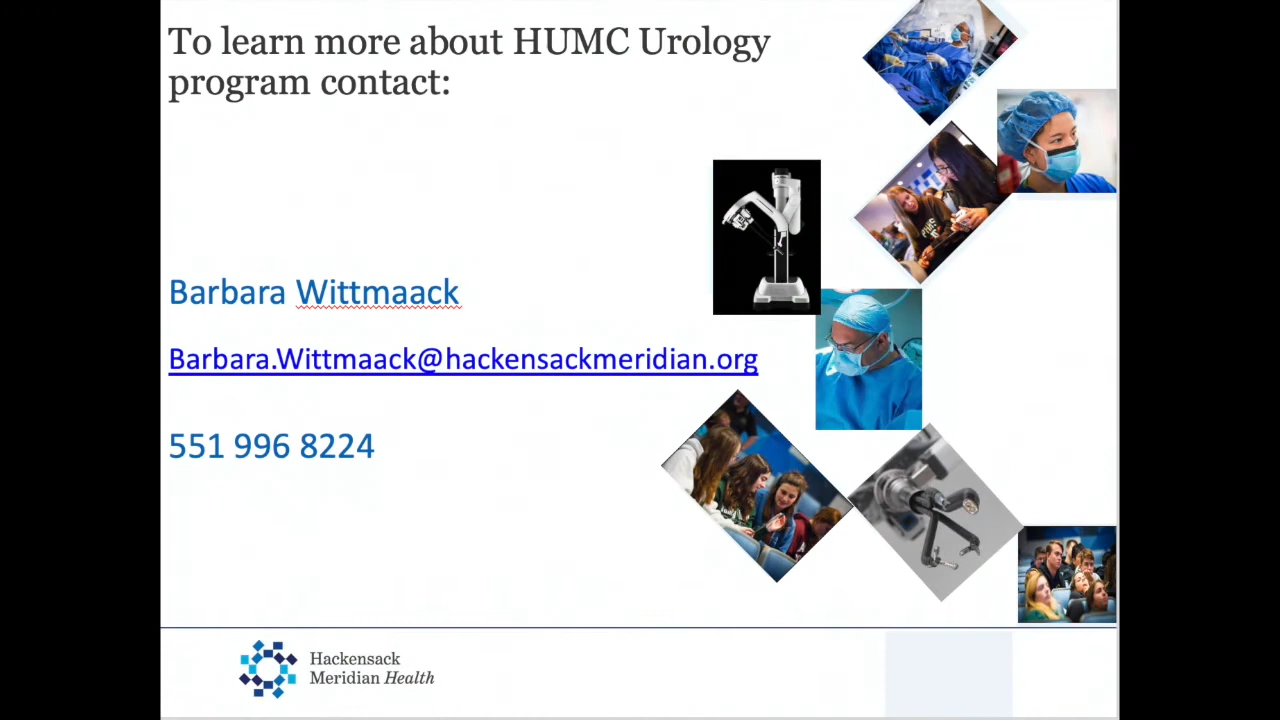 To learn more about HUMC Urology
program contact:
Barbara Wittmaack
Barbara.Wittmaack@hackensackmeridian.org
551 996 8224
Hackensack
Meridian Health